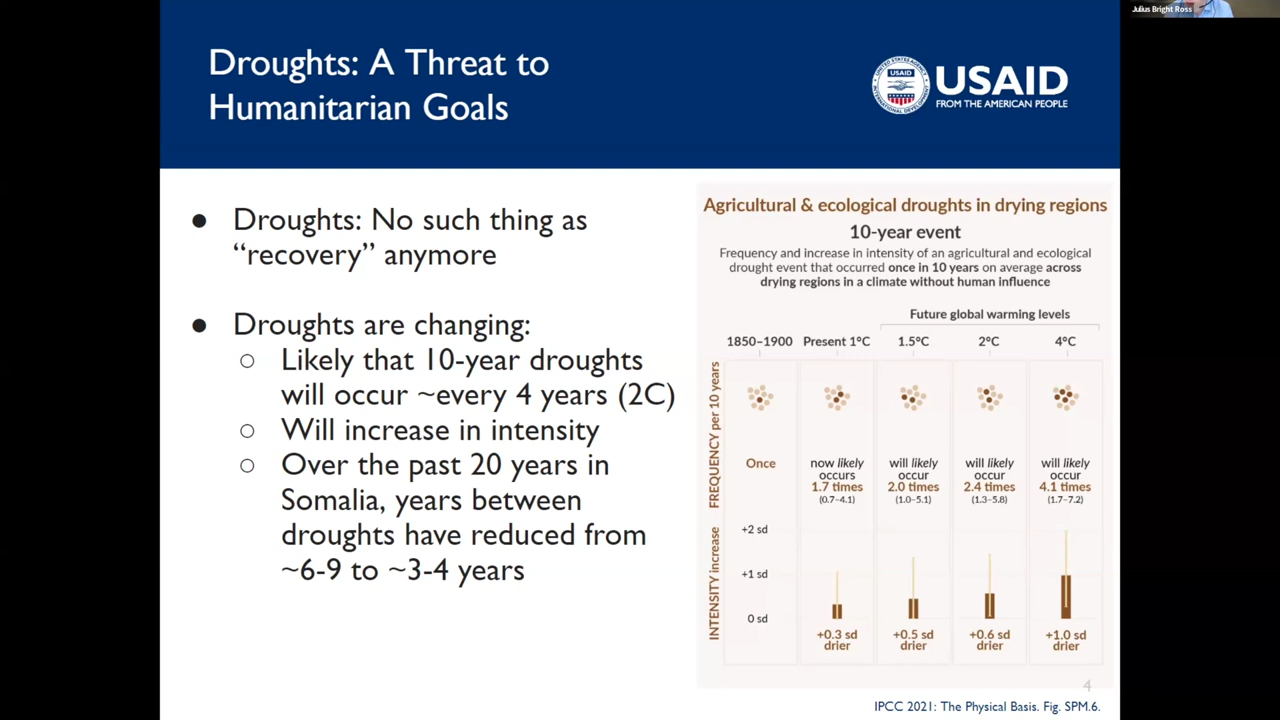 Julius Bright Ross
Droughts: A Threat to
Humanitarian Goals
UNITED STATES AGENCY
INTERNATIONAL DEVELOPMENT
USAID
USAID
FROM THE AMERICAN PEOPLE
● Droughts: No such thing as
“recovery” anymore
● Droughts are changing:
○ Likely that 10-year droughts
will occur ~every 4 years (2C)
○ Will increase in intensity
○ Over the past 20 years in
Somalia, years between
droughts have reduced from
~6-9 to ~3-4 years
Agricultural & ecological droughts in drying regions
10-year event
Frequency and increase in intensity of an agricultural and ecological
drought event that occurred once in 10 years on average across
drying regions in a climate without human influence
Future global warming levels
1850–1900 Present 1°C 1.5°C 2°C 4°C
FREQUENCY per 10 years
Once
now likely
occurs
1.7 times
(0.7–4.1)
will likely
occur
2.0 times
(1.0–5.1)
will likely
occur
2.4 times
(1.3–5.8)
will likely
occur
4.1 times
(1.7–7.2)
INTENSITY increase
+2 sd
+1 sd
0 sd
+0.3 sd
drier
+0.5 sd
drier
+0.6 sd
drier
+1.0 sd
drier
4
IPCC 2021: The Physical Basis. Fig. SPM.6.